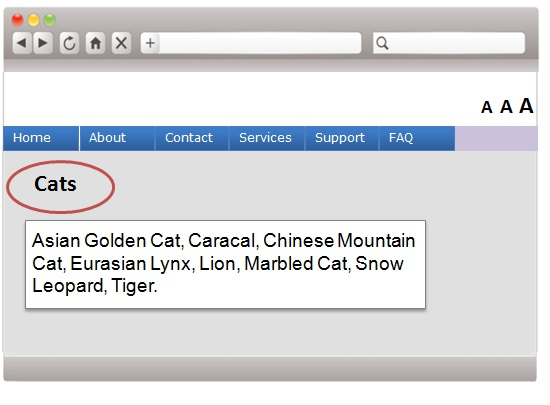 A A A
Home About Contact Services Support FAQ
Cats
Asian Golden Cat, Caracal, Chinese Mountain
Cat, Eurasian Lynx, Lion, Marbled Cat, Snow
Leopard, Tiger.